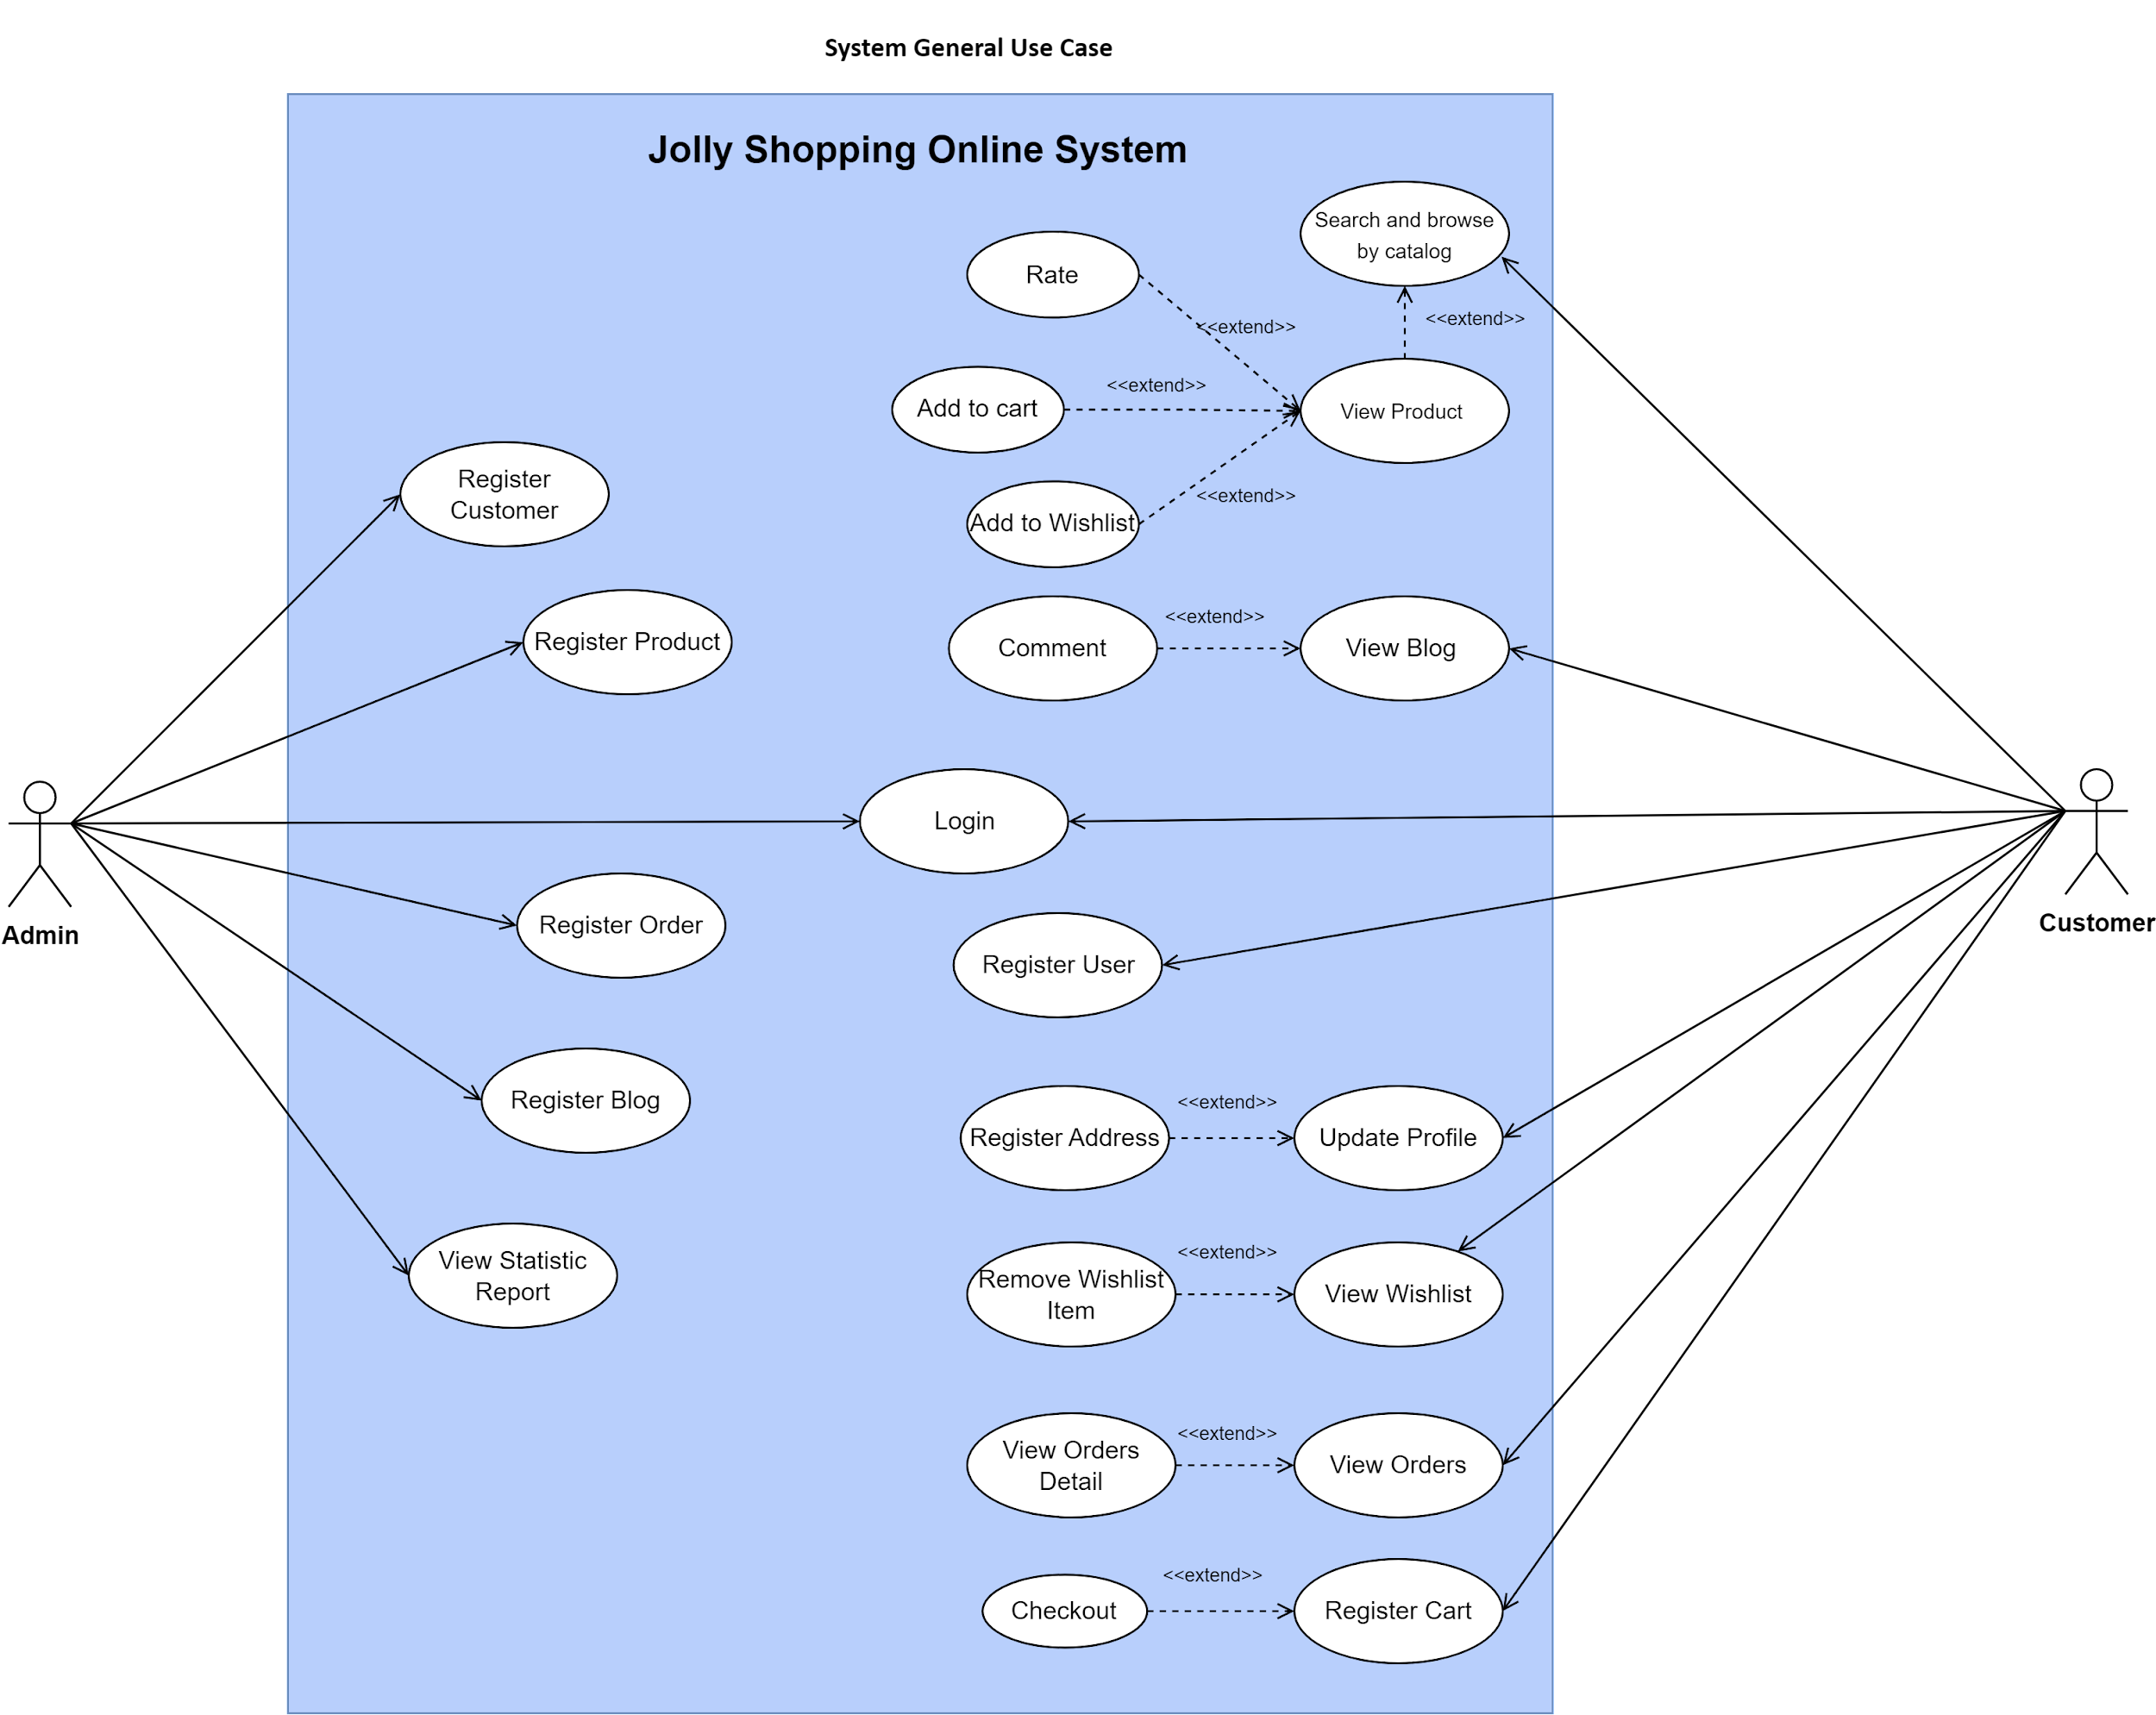 System General Use Case
Jolly Shopping Online System
Search and browse
by catalog
Rate
<<extend>>
<<extend>>
<<extend>>
Add to cart
View Product
Register
Customer
<<extend>>
Add to Wishlist
<<extend>>
Register Product
Comment
View Blog
Login
Admin
Customer
Register Order
Register User
Register Blog
<<extend>>
Register Address
Update Profile
View Statistic
Report
<<extend>>
Remove Wishlist
Item
View Wishlist
<<extend>>
View Orders
Detail
View Orders
<<extend>>
Checkout
Register Cart